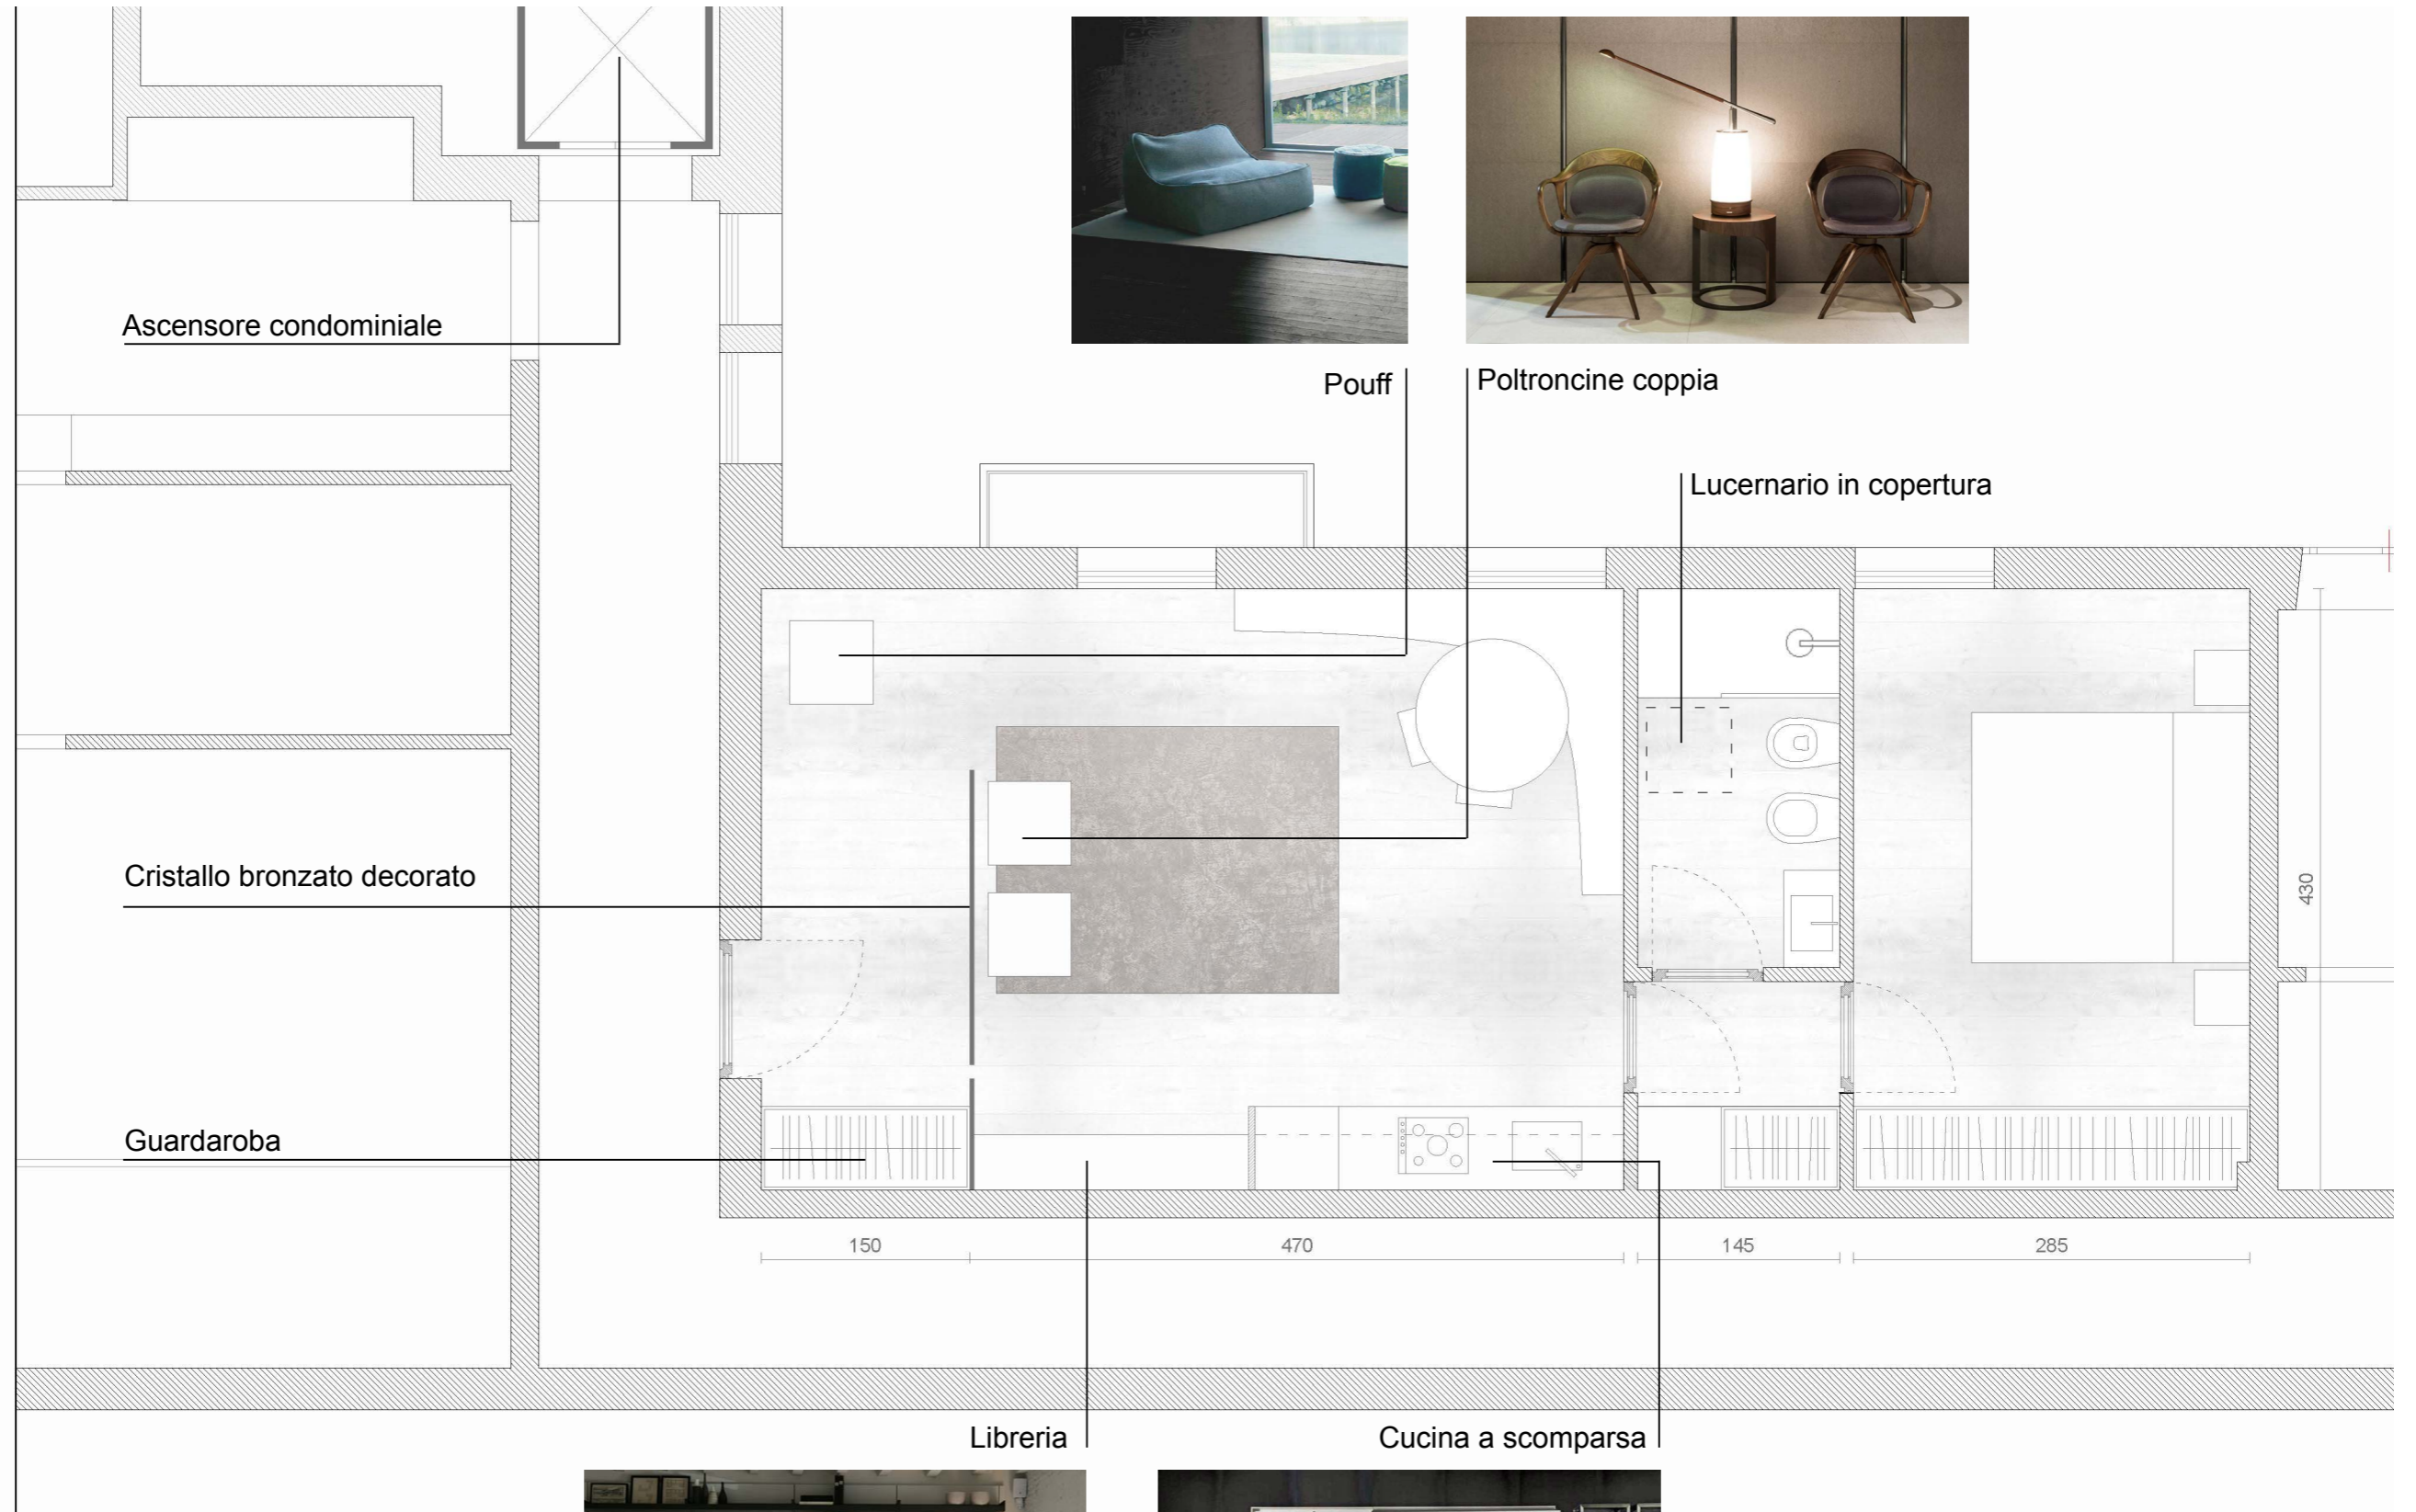 Ascensore condominiale
Pouff
Poltroncine coppia
Lucernario in copertura
Cristallo bronzato decorato
430
Guardaroba
150
470
145
285
Libreria
Cucina a scomparsa